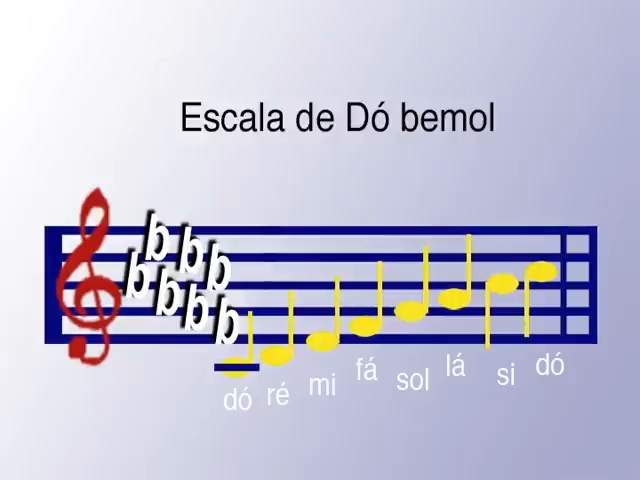 Escala de Dó bemol
b b b
b b b b
dó ré mi fá sol lá si dó